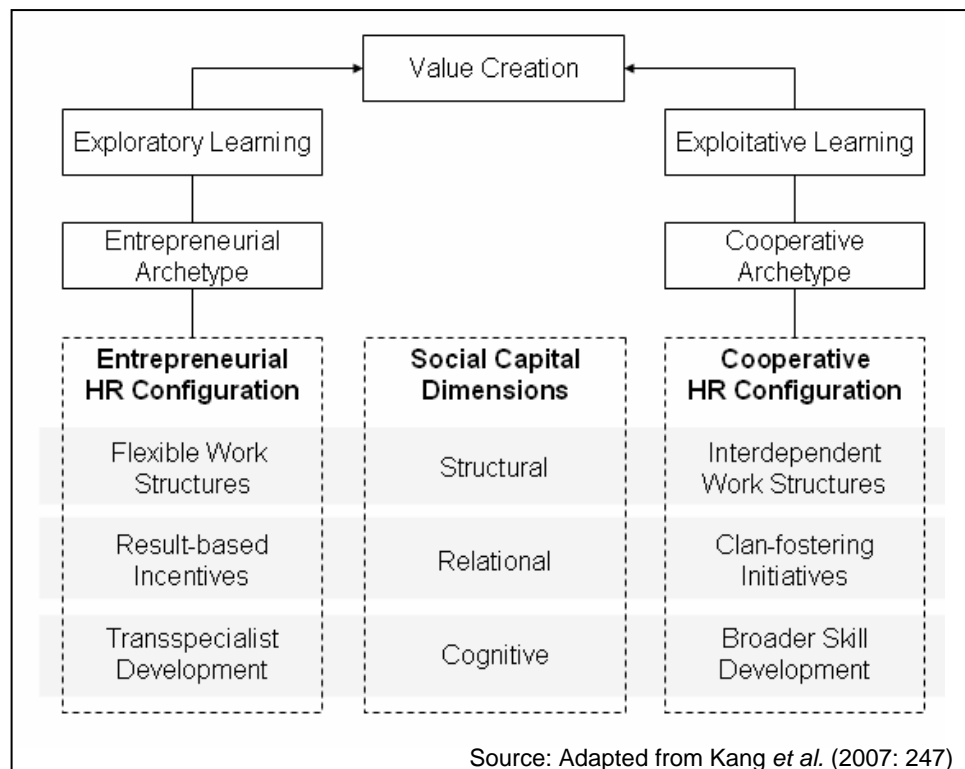 Value Creation
Exploratory Learning
Exploitative Learning
Entrepreneurial
Archetype
Cooperative
Archetype
Entrepreneurial
HR Configuration
Social Capital
Dimensions
Cooperative
HR Configuration
Flexible Work
Structures
Structural
Interdependent
Work Structures
Result-based
Incentives
Relational
Clan-fostering
Initiatives
Transspecialist
Development
Cognitive
Broader Skill
Development
Source: Adapted from Kang et al. (2007: 247)